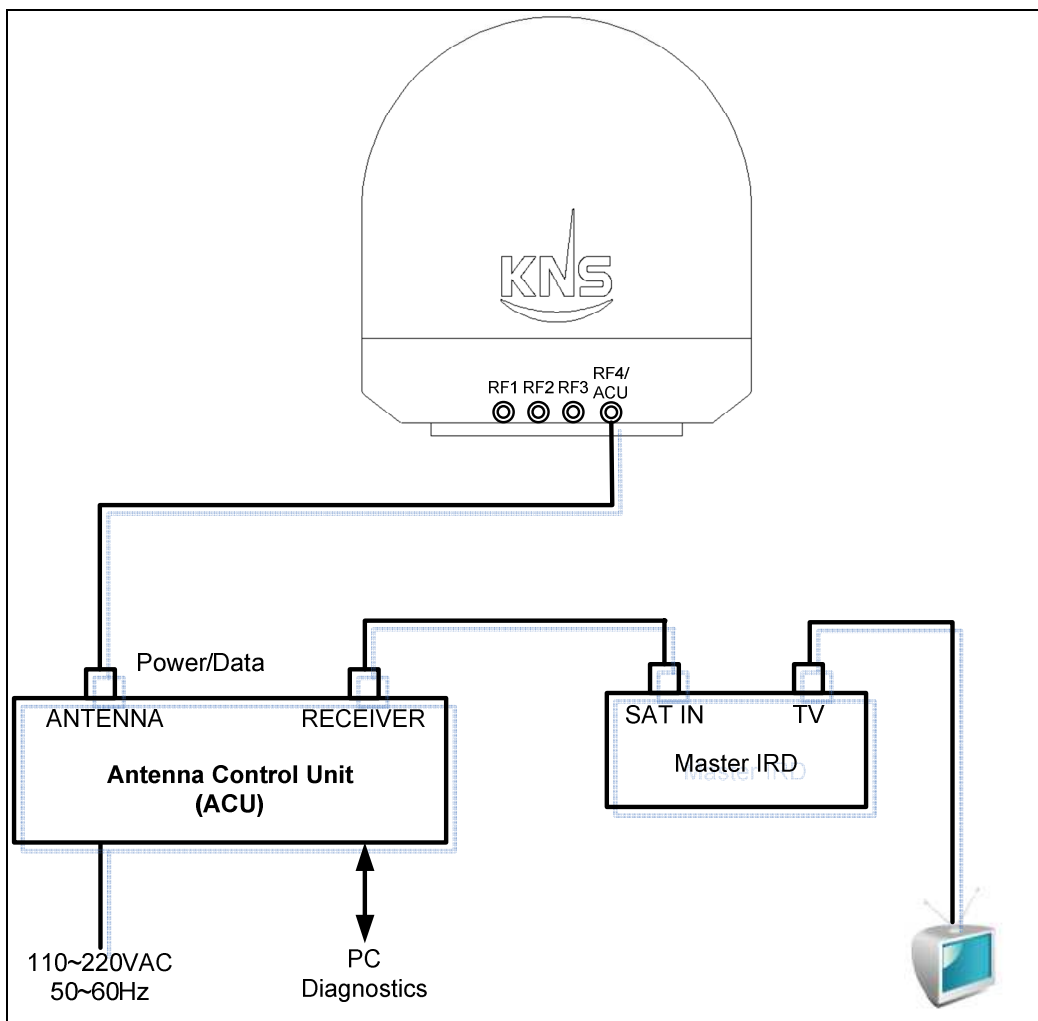 KNS
RF1 RF2 RF3 RF4/
ACU
Power/Data
ANTENNA RECEIVER
Antenna Control Unit
(ACU)
SAT IN TV
Master IRD
110~220VAC
50~60Hz
PC
Diagnostics